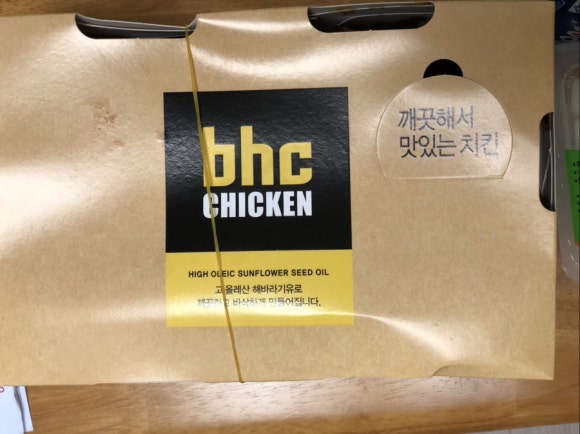 bhc
CHICKEN
깨끗해서
맛있는 치킨
HIGH OLEIC SUNFLOWER SEED OIL
고올레산 해바라기유로
깨끗하고 바삭하게 만들어집니다.